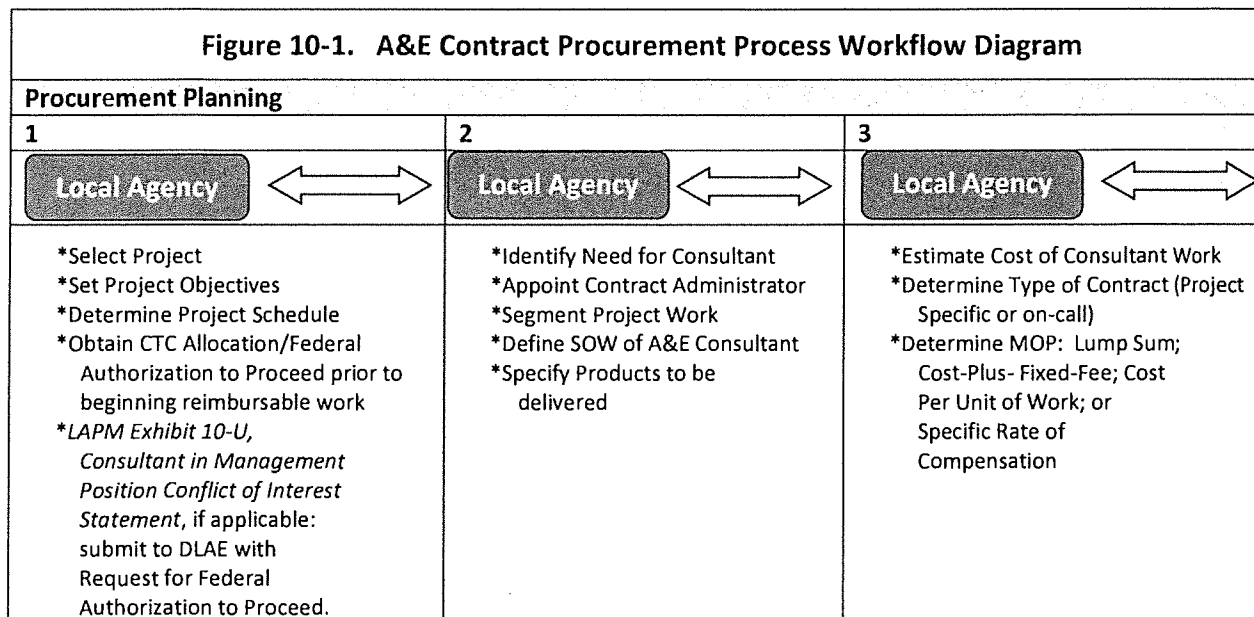 Figure 10-1. A&E Contract Procurement Process Workflow Diagram
Procurement Planning
1
Local Agency
*Select Project
*Set Project Objectives
*Determine Project Schedule
*Obtain CTC Allocation/Federal
Authorization to Proceed prior to
beginning reimbursable work
*LAPM Exhibit 10-U,
Consultant in Management
Position Conflict of Interest
Statement, if applicable:
submit to DLAE with
Request for Federal
Authorization to Proceed.
2
Local Agency
*Identify Need for Consultant
*Appoint Contract Administrator
*Segment Project Work
*Define SOW of A&E Consultant
*Specify Products to be
delivered
3
Local Agency
*Estimate Cost of Consultant Work
*Determine Type of Contract (Project
Specific or on-call)
*Determine MOP: Lump Sum;
Cost-Plus- Fixed-Fee; Cost
Per Unit of Work; or
Specific Rate of
Compensation